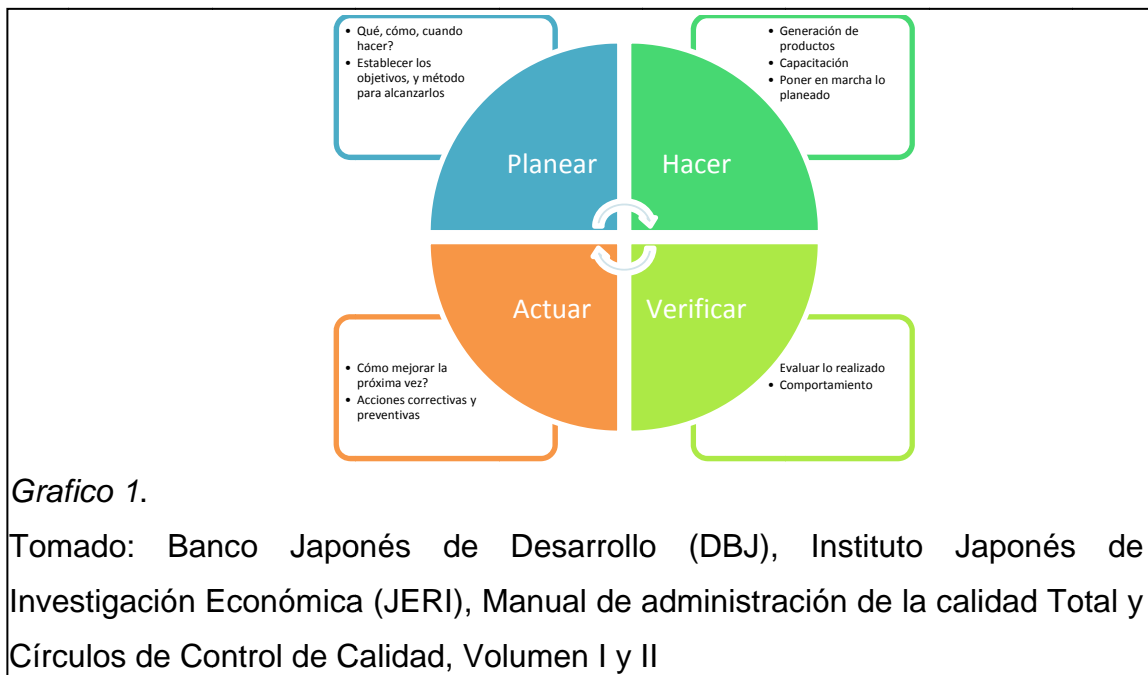 • Qué, cómo, cuando
hacer?
• Establecer los
objetivos, y método
para alcanzarlos
• Generación de
productos
• Capacitación
• Poner en marcha lo
planeado
Planear
Hacer
Actuar
Verificar
• Cómo mejorar la
próxima vez?
• Acciones correctivas y
preventivas
Evaluar lo realizado
• Comportamiento
Grafico 1.
Tomado: Banco Japonés de Desarrollo (DBJ), Instituto Japonés de
Investigación Económica (JERI), Manual de administración de la calidad Total y
Círculos de Control de Calidad, Volumen I y II